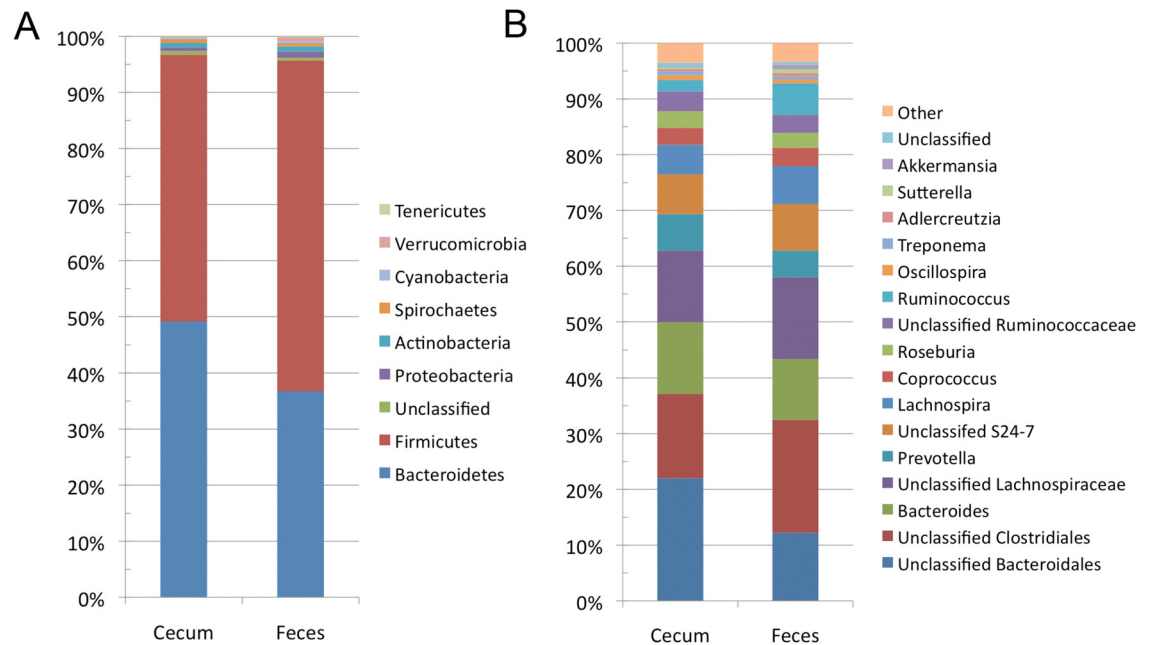 A
100%
90%
80%
70%
60%
50%
40%
30%
20%
10%
0%
Cecum
Feces
Tenericutes
Verrucomicrobia
Cyanobacteria
Spirochaetes
Actinobacteria
Proteobacteria
Unclassified
Firmicutes
Bacteroidetes
B
100%
90%
80%
70%
60%
50%
40%
30%
20%
10%
0%
Cecum
Feces
Other
Unclassified
Akkermansia
Sutterella
Adlercreutzia
Treponema
Oscillospira
Ruminococcus
Unclassified Ruminococcaceae
Roseburia
Coprococcus
Lachnospira
Unclassifed S24-7
Prevotella
Unclassified Lachnospiraceae
Bacteroides
Unclassified Clostridiales
Unclassified Bacteroidales